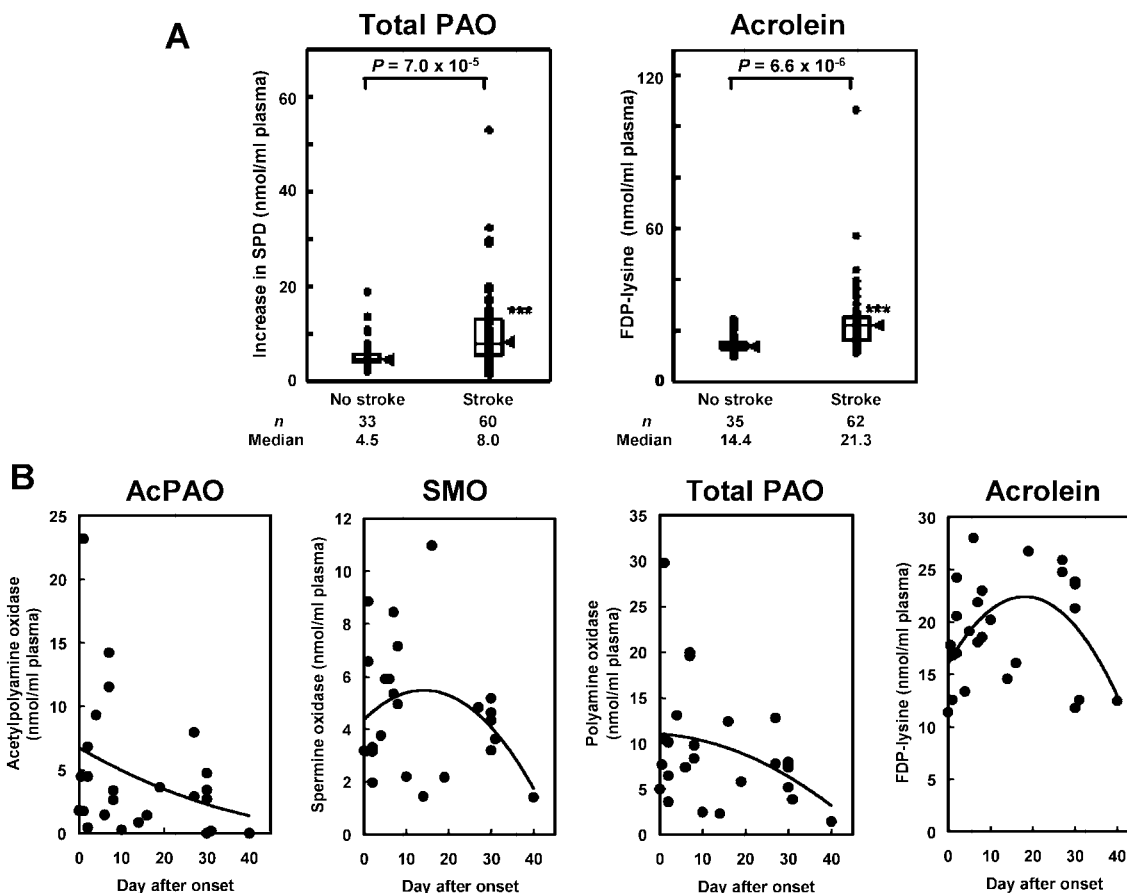 A
Total PAO
Acrolein
P = 7.0 x 10-5
P = 6.6 x 10-6
Increase in SPD (nmol/ml plasma)
60
40
20
0
FDP-lysine (nmol/ml plasma)
120
60
0
***
***
No stroke Stroke
No stroke Stroke
n 33 60
35 62
Median 4.5 8.0
14.4 21.3
B
AcPAO
SMO
Total PAO
Acrolein
Acetylpolyamine oxidase
(nmol/ml plasma)
25
20
15
10
5
0
0 10 20 30 40
Day after onset
Spermine oxidase (nmol/ml plasma)
12
10
8
6
4
2
0
0 10 20 30 40
Day after onset
Polyamine oxidase
(nmol/ml plasma)
35
30
25
20
15
10
5
0
0 10 20 30 40
Day after onset
FDP-lysine (nmol/ml plasma)
30
25
20
15
10
5
0
0 10 20 30 40
Day after onset